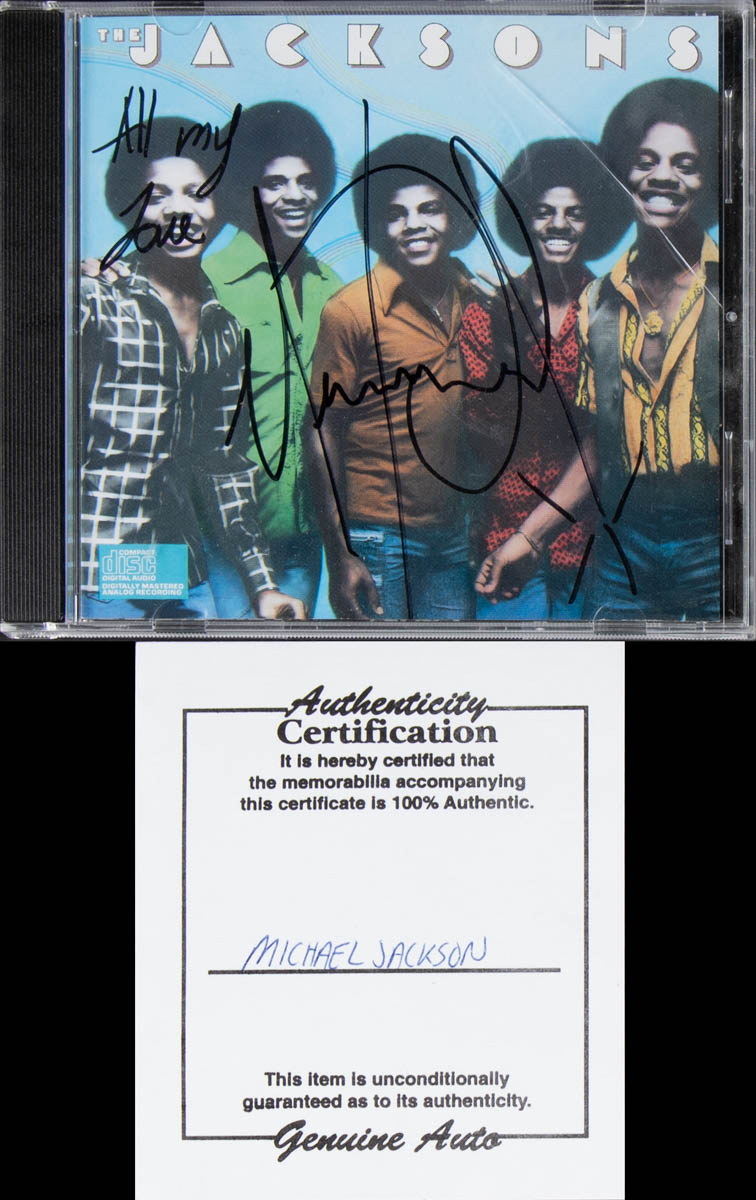 THE JACKSONS
All my
Love
COMPACT
disc
DIGITAL AUDIO
DIGITALLY MASTERED
ANALOG RECORDING
Authenticity
Certification
It is hereby certified that
the memorabilia accompanying
this certificate is 100% Authentic.
MICHAEL JACKSON
This item is unconditionally
guaranteed as to its authenticity.
Genuine Auto